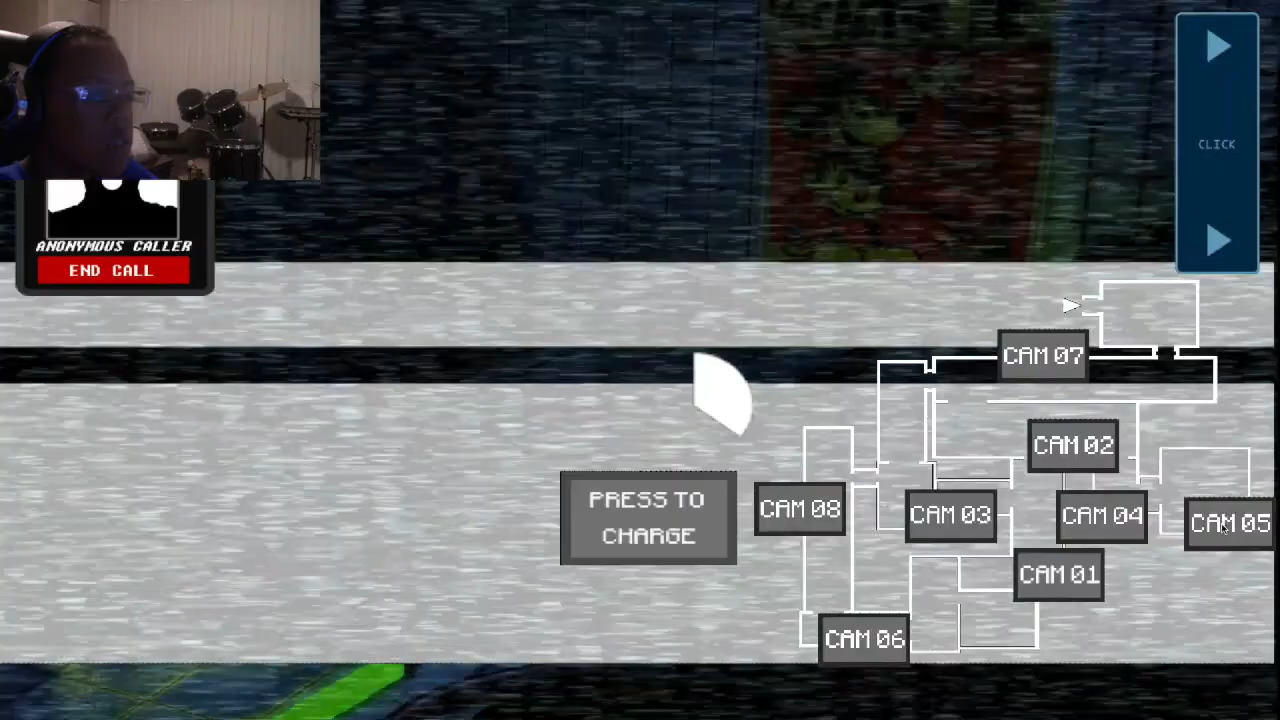 CLICK
ANONYMOUS CALLER
END CALL
CAM 07
CAM 02
PRESS TO
CHARGE
CAM 08
CAM 03
CAM 04
CAM 05
CAM 01
CAM 06